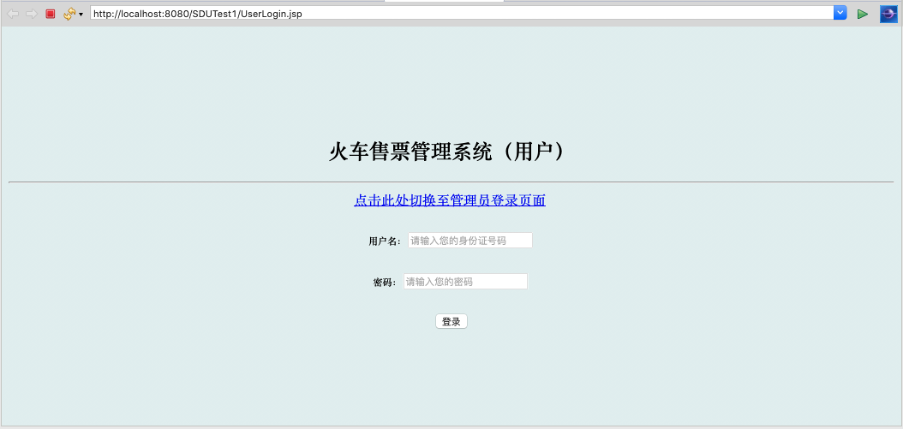 http://localhost:8080/SDUTest1/UserLogin.jsp
火车售票管理系统（用户）
点击此处切换至管理员登录页面
用户名： 请输入您的身份证号码
密码： 请输入您的密码
登录